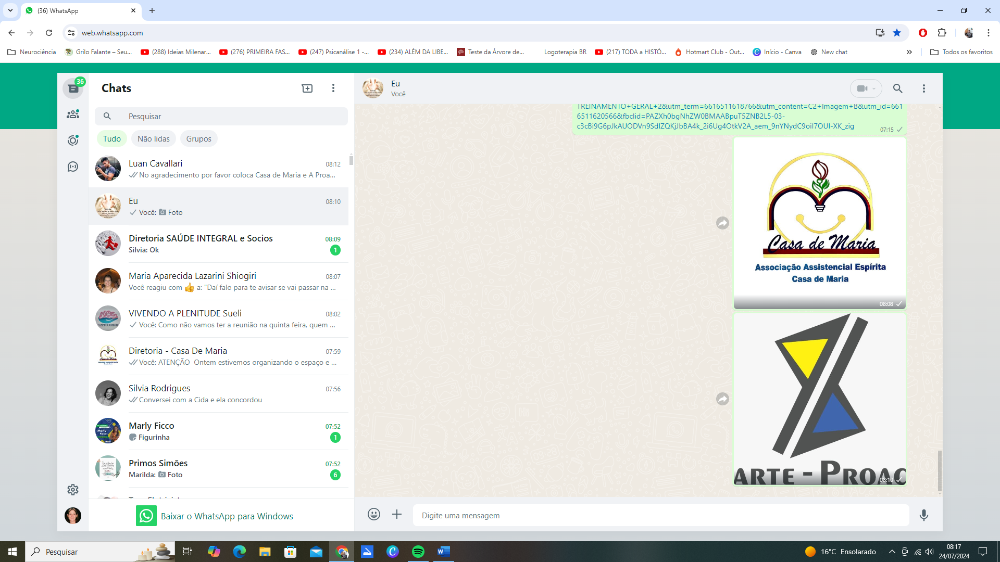 (36) WhatsApp
web.whatsapp.com
Neurociência
Grilo Falante – Seu...
(288) Ideias Milenar...
(276) PRIMEIRA FAS...
(247) Psicanálise 1 -...
(234) ALÉM DA LIBE...
Teste da Árvore de...
Logoterapia BR
(217) TODA a HISTÓ...
Hotmart Club - Out...
Início - Canva
New chat
Todos os favoritos
36
Chats
Pesquisar
Tudo
Não lidas
Grupos
Luan Cavallari
08:12
No agradecimento por favor coloca Casa de Maria e A Proa...
Eu
08:10
Você: Foto
Diretoria SAÚDE INTEGRAL e Socios
08:09
Silvia: Ok
1
Maria Aparecida Lazarini Shiogiri
08:07
Você reagiu com 👍 a: "Daí falo para te avisar se vai passar na ...
VIVENDO A PLENITUDE Sueli
08:02
Você: Como não vamos ter a reunião na quinta feira, quem ...
Diretoria - Casa De Maria
07:59
Você: ATENÇÃO Ontem estivemos organizando o espaço e ...
Silvia Rodrigues
07:56
Conversei com a Cida e ela concordou
Marly Ficco
07:52
Figurinha
1
Primos Simões
07:52
Marilda: Foto
6
Baixar o WhatsApp para Windows
Eu
Você
TREINAMENTO+GERAL+2&utm_term=6616511618766&utm_content=C2+Imagem+B&utm_id=661
6511620566&fbclid=PAZXh0bgNhZW0BMAABpuT5ZNB2L5-03-
c3cBi9G6pJkAUODVn9SdIZQKjJbBA4k_2i6Ug4OtkV2A_aem_9nYNydC9oiI7OUI-XK_zig
07:15
Casa de Maria
Associação Assistencial Espírita
Casa de Maria
08:08
ARTE - PROAC
08:10
Digite uma mensagem
Pesquisar
16°C Ensolarado
08:17
24/07/2024